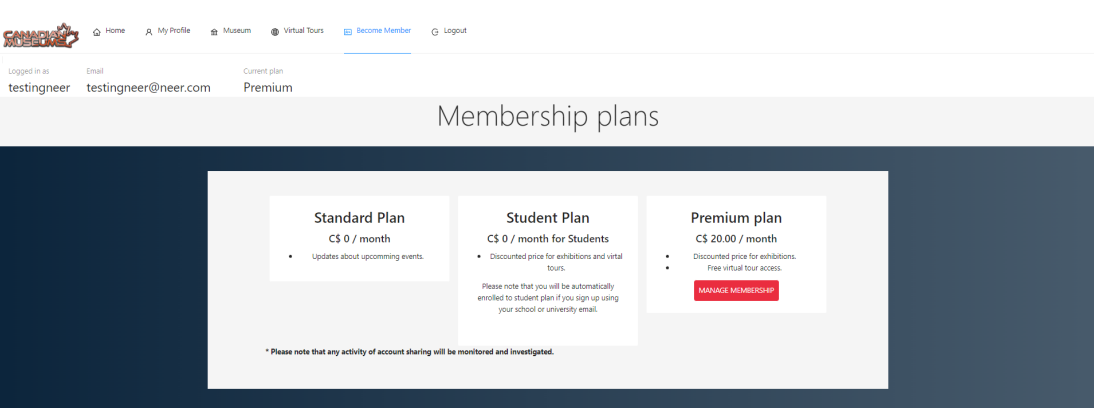 CANADIAN
MUSEUMS
Home My Profile Museum Virtual Tours Become Member Logout
Logged in as Email Current plan
testingneer testingneer@neer.com Premium
Membership plans
Standard Plan
C$ 0 / month
• Updates about upcomming events.
Student Plan
C$ 0 / month for Students
• Discounted price for exhibitions and virtal
tours.
Please note that you will be automatically
enrolled to student plan if you sign up using
your school or university email.
Premium plan
C$ 20.00 / month
• Discounted price for exhibitions.
• Free virtual tour access.
MANAGE MEMBERSHIP
* Please note that any activity of account sharing will be monitored and investigated.